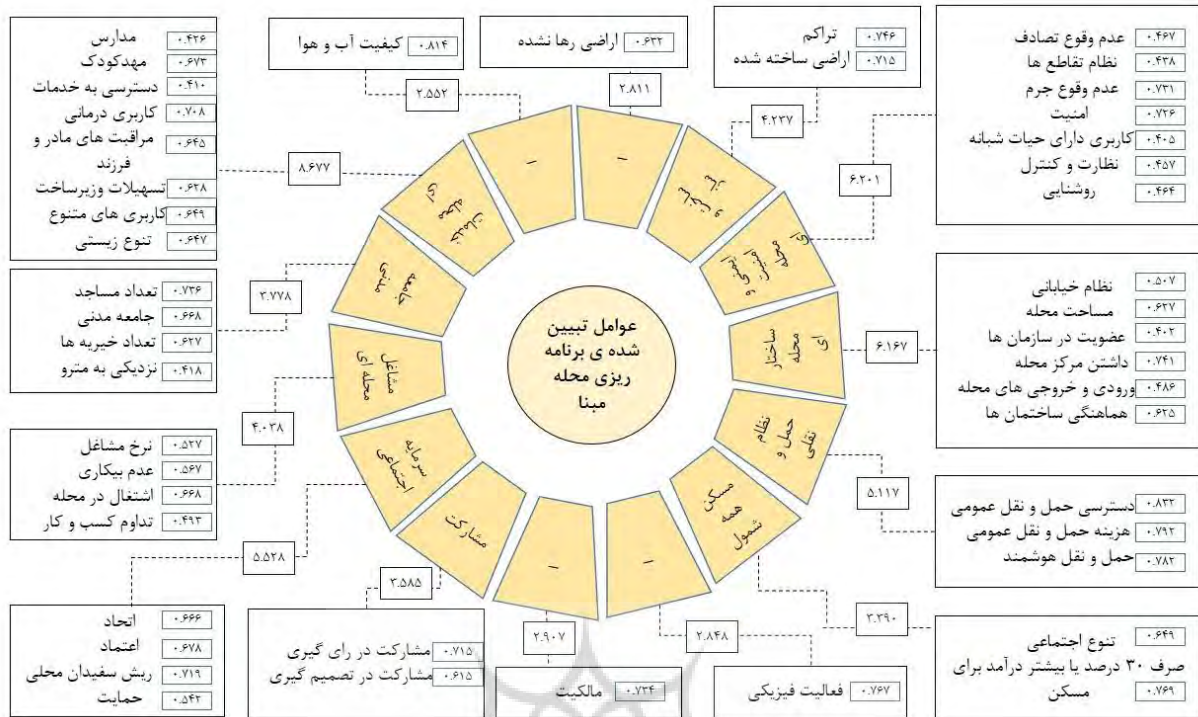 مدارس ۰.۴۲۶
مهدکودک ۰.۶۷۳
دسترسی به خدمات ۰.۴۱۰
کاربری درمانی ۰.۷۰۸
مراقبت های مادر و ۰.۶۴۵
فرزند
تسهیلات وزیرساخت ۰.۶۲۸
کاربری های متنوع ۰.۶۴۹
تنوع زیستی ۰.۶۴۷
۸.۶۷۷
کیفیت آب و هوا ۰.۸۱۴
۲.۵۵۲
اراضی رها نشده ۰.۶۳۲
۲.۸۱۱
تراکم ۰.۷۴۶
اراضی ساخته شده ۰.۷۱۵
۴.۲۳۷
عدم وقوع تصادف ۰.۴۶۷
نظام تقاطع ها ۰.۴۳۸
عدم وقوع جرم ۰.۷۳۱
امنیت ۰.۷۲۶
کاربری دارای حیات شبانه ۰.۴۰۵
نظارت و کنترل ۰.۴۵۷
روشنایی ۰.۴۶۴
۶.۲۰۱
نظام خیابانی ۰.۵۰۷
مساحت محله ۰.۶۲۷
عضویت در سازمان ها ۰.۴۰۲
داشتن مرکز محله ۰.۷۴۱
ورودی و خروجی های محله ۰.۴۸۶
هماهنگی ساختمان ها ۰.۶۲۵
۶.۱۶۷
دسترسی حمل و نقل عمومی ۰.۸۳۲
هزینه حمل و نقل عمومی ۰.۷۹۲
حمل و نقل هوشمند ۰.۷۸۲
۵.۱۱۷
تنوع اجتماعی ۰.۶۴۹
صرف ۳۰ درصد یا بیشتر درآمد برای
مسکن ۰.۷۶۹
۳.۳۹۰
فعالیت فیزیکی ۰.۷۶۷
۲.۸۴۸
مالکیت ۰.۷۳۴
۲.۹۰۷
مشارکت در رای گیری ۰.۷۱۵
مشارکت در تصمیم گیری ۰.۶۱۵
۳.۵۸۵
اتحاد ۰.۶۶۶
اعتماد ۰.۶۷۸
ریش سفیدان محلی ۰.۷۱۹
حمایت ۰.۵۴۲
۵.۵۲۸
نرخ مشاغل ۰.۵۲۷
عدم بیکاری ۰.۵۶۷
اشتغال در محله ۰.۶۶۸
تداوم کسب و کار ۰.۴۹۳
۴.۰۳۸
تعداد مساجد ۰.۷۳۶
جامعه مدنی ۰.۶۶۸
تعداد خیریه ها ۰.۶۲۷
نزدیکی به مترو ۰.۴۱۸
۳.۷۷۸
عوامل تبیین
شده ی برنامه
ریزی محله
مبنا
خدمات
محله
ای
جامعه
مدنی
مشاغل
محله ای
سرمایه
اجتماعی
مشارکت
مسکن
همه
شمول
حمل و نظام
نقلی
ساختار
محله
ای
ایمنی و
امنیت
محله
ای